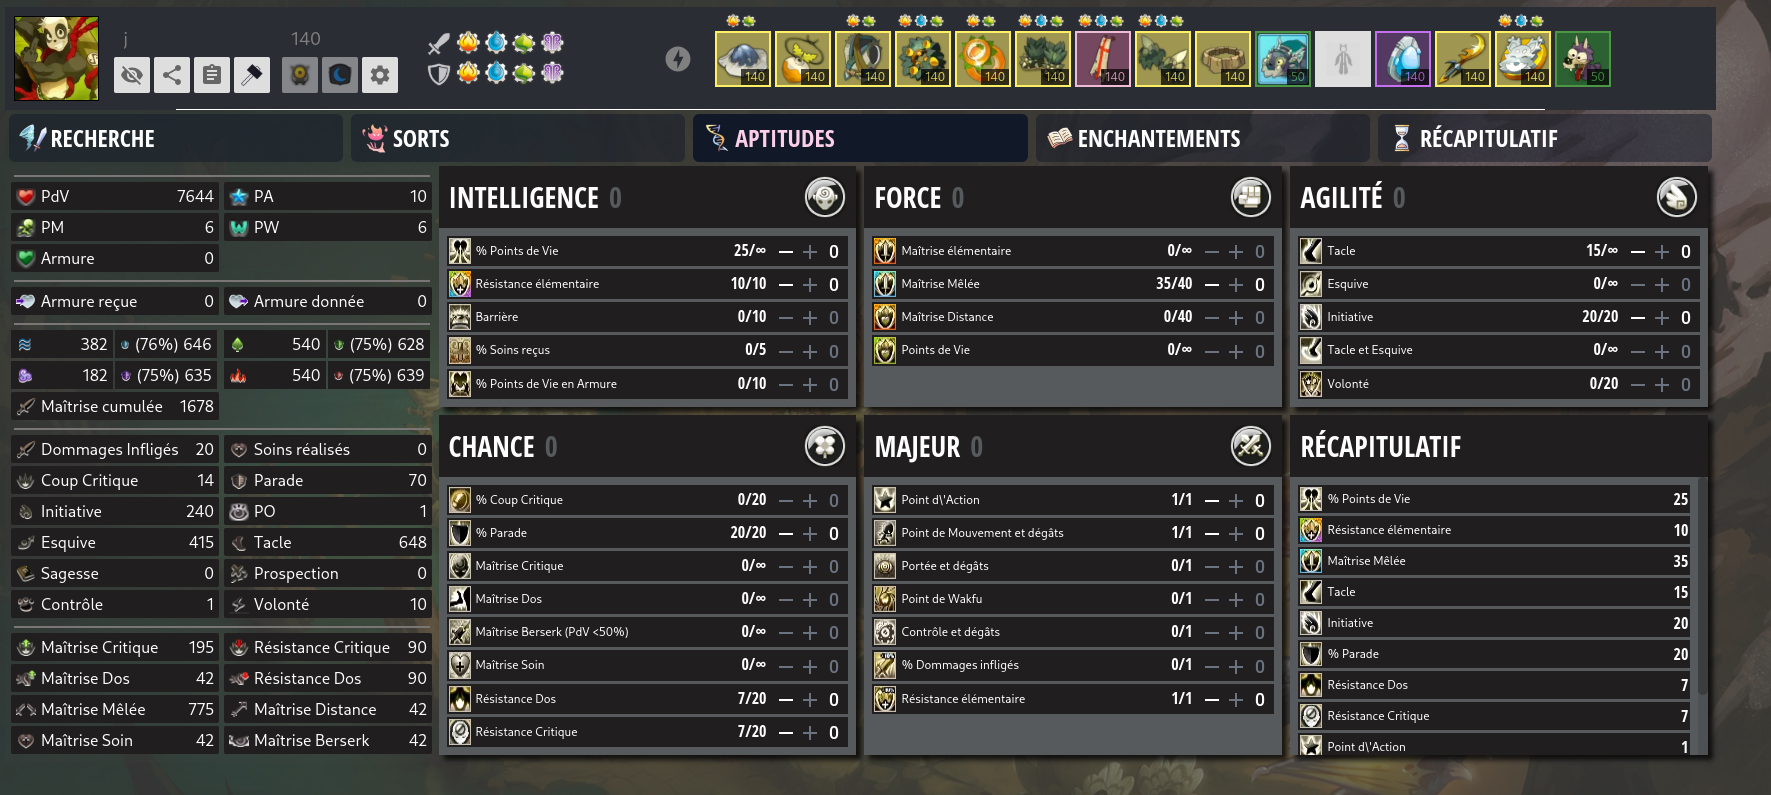 j
140
140 140 140 140 140 140 140 140 140 50 140 140 140 50
RECHERCHE
SORTS
APTITUDES
ENCHANTEMENTS
RÉCAPITULATIF
PdV 7644
PA 10
PM 6
PW 6
Armure 0
Armure reçue 0
Armure donnée 0
382 (76%) 646
540 (75%) 628
182 (75%) 635
540 (75%) 639
Maîtrise cumulée 1678
Dommages Infligés 20
Soins réalisés 0
Coup Critique 14
Parade 70
Initiative 240
PO 1
Esquive 415
Tacle 648
Sagesse 0
Prospection 0
Contrôle 1
Volonté 10
Maîtrise Critique 195
Résistance Critique 90
Maîtrise Dos 42
Résistance Dos 90
Maîtrise Mêlée 775
Maîtrise Distance 42
Maîtrise Soin 42
Maîtrise Berserk 42
INTELLIGENCE 0
% Points de Vie 25/∞ — + 0
Résistance élémentaire 10/10 — + 0
Barrière 0/10 — + 0
% Soins reçus 0/5 — + 0
% Points de Vie en Armure 0/10 — + 0
FORCE 0
Maîtrise élémentaire 0/∞ — + 0
Maîtrise Mêlée 35/40 — + 0
Maîtrise Distance 0/40 — + 0
Points de Vie 0/∞ — + 0
AGILITÉ 0
Tacle 15/∞ — + 0
Esquive 0/∞ — + 0
Initiative 20/20 — + 0
Tacle et Esquive 0/∞ — + 0
Volonté 0/20 — + 0
CHANCE 0
% Coup Critique 0/20 — + 0
% Parade 20/20 — + 0
Maîtrise Critique 0/∞ — + 0
Maîtrise Dos 0/∞ — + 0
Maîtrise Berserk (PdV <50%) 0/∞ — + 0
Maîtrise Soin 0/∞ — + 0
Résistance Dos 7/20 — + 0
Résistance Critique 7/20 — + 0
MAJEUR 0
Point d\'Action 1/1 — + 0
Point de Mouvement et dégâts 1/1 — + 0
Portée et dégâts 0/1 — + 0
Point de Wakfu 0/1 — + 0
Contrôle et dégâts 0/1 — + 0
% Dommages infligés 0/1 — + 0
Résistance élémentaire 1/1 — + 0
RÉCAPITULATIF
% Points de Vie 25
Résistance élémentaire 10
Maîtrise Mêlée 35
Tacle 15
Initiative 20
% Parade 20
Résistance Dos 7
Résistance Critique 7
Point d\'Action 1